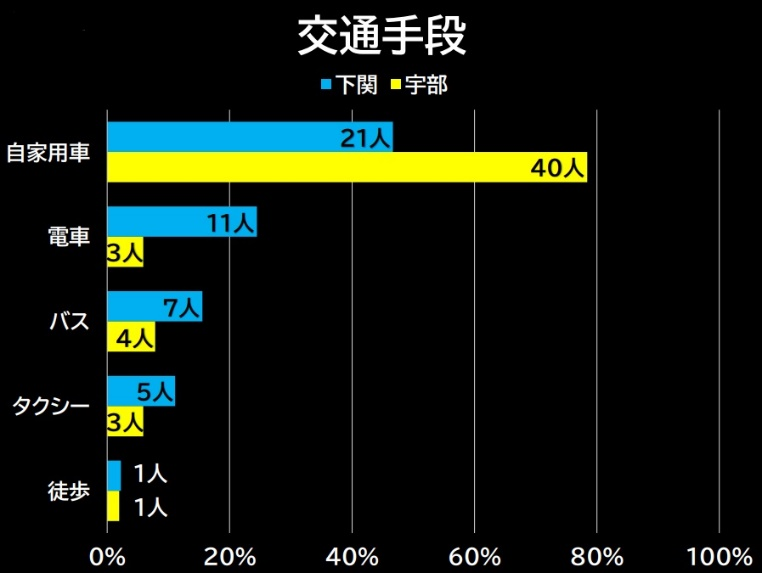 交通手段
下関 宇部
自家用車
21人
40人
電車
11人
3人
バス
7人
4人
タクシー
5人
3人
徒歩
1人
1人
0% 20% 40% 60% 80% 100%